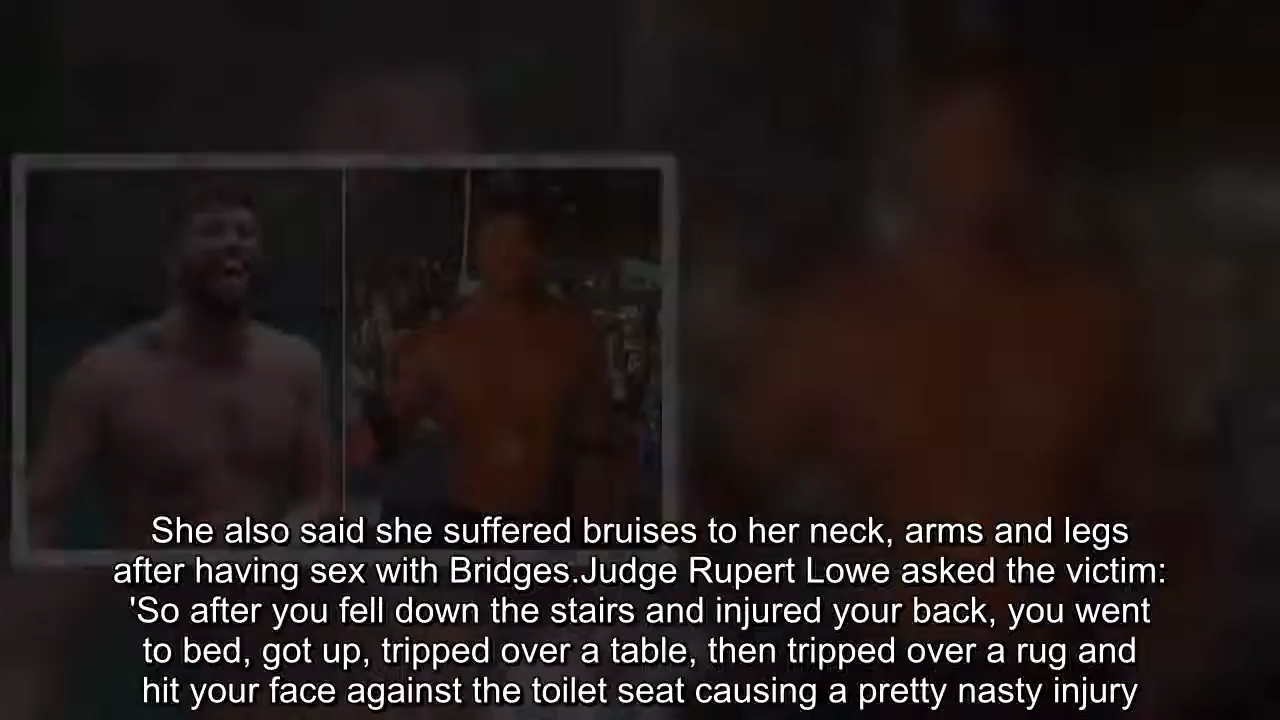 She also said she suffered bruises to her neck, arms and legs
after having sex with Bridges.Judge Rupert Lowe asked the victim:
'So after you fell down the stairs and injured your back, you went
to bed, got up, tripped over a table, then tripped over a rug and
hit your face against the toilet seat causing a pretty nasty injury